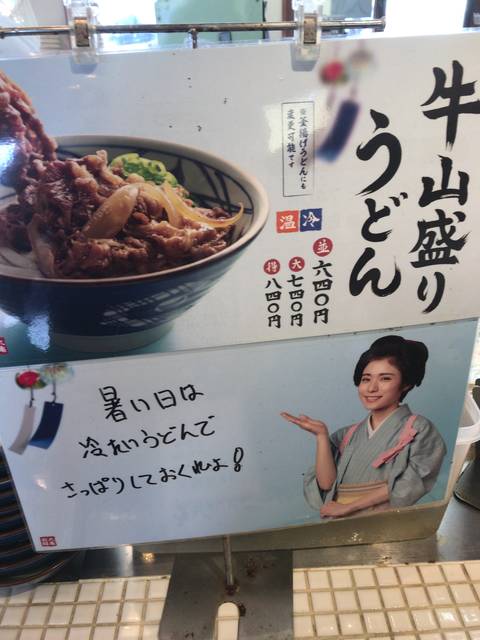 牛山盛り
うどん
※釜揚げうどんにも
変更可能です
温 冷
並 六四〇円
大 七四〇円
得 八四〇円
暑い日は
冷たいうどんで
さっぱりしておくれよ!